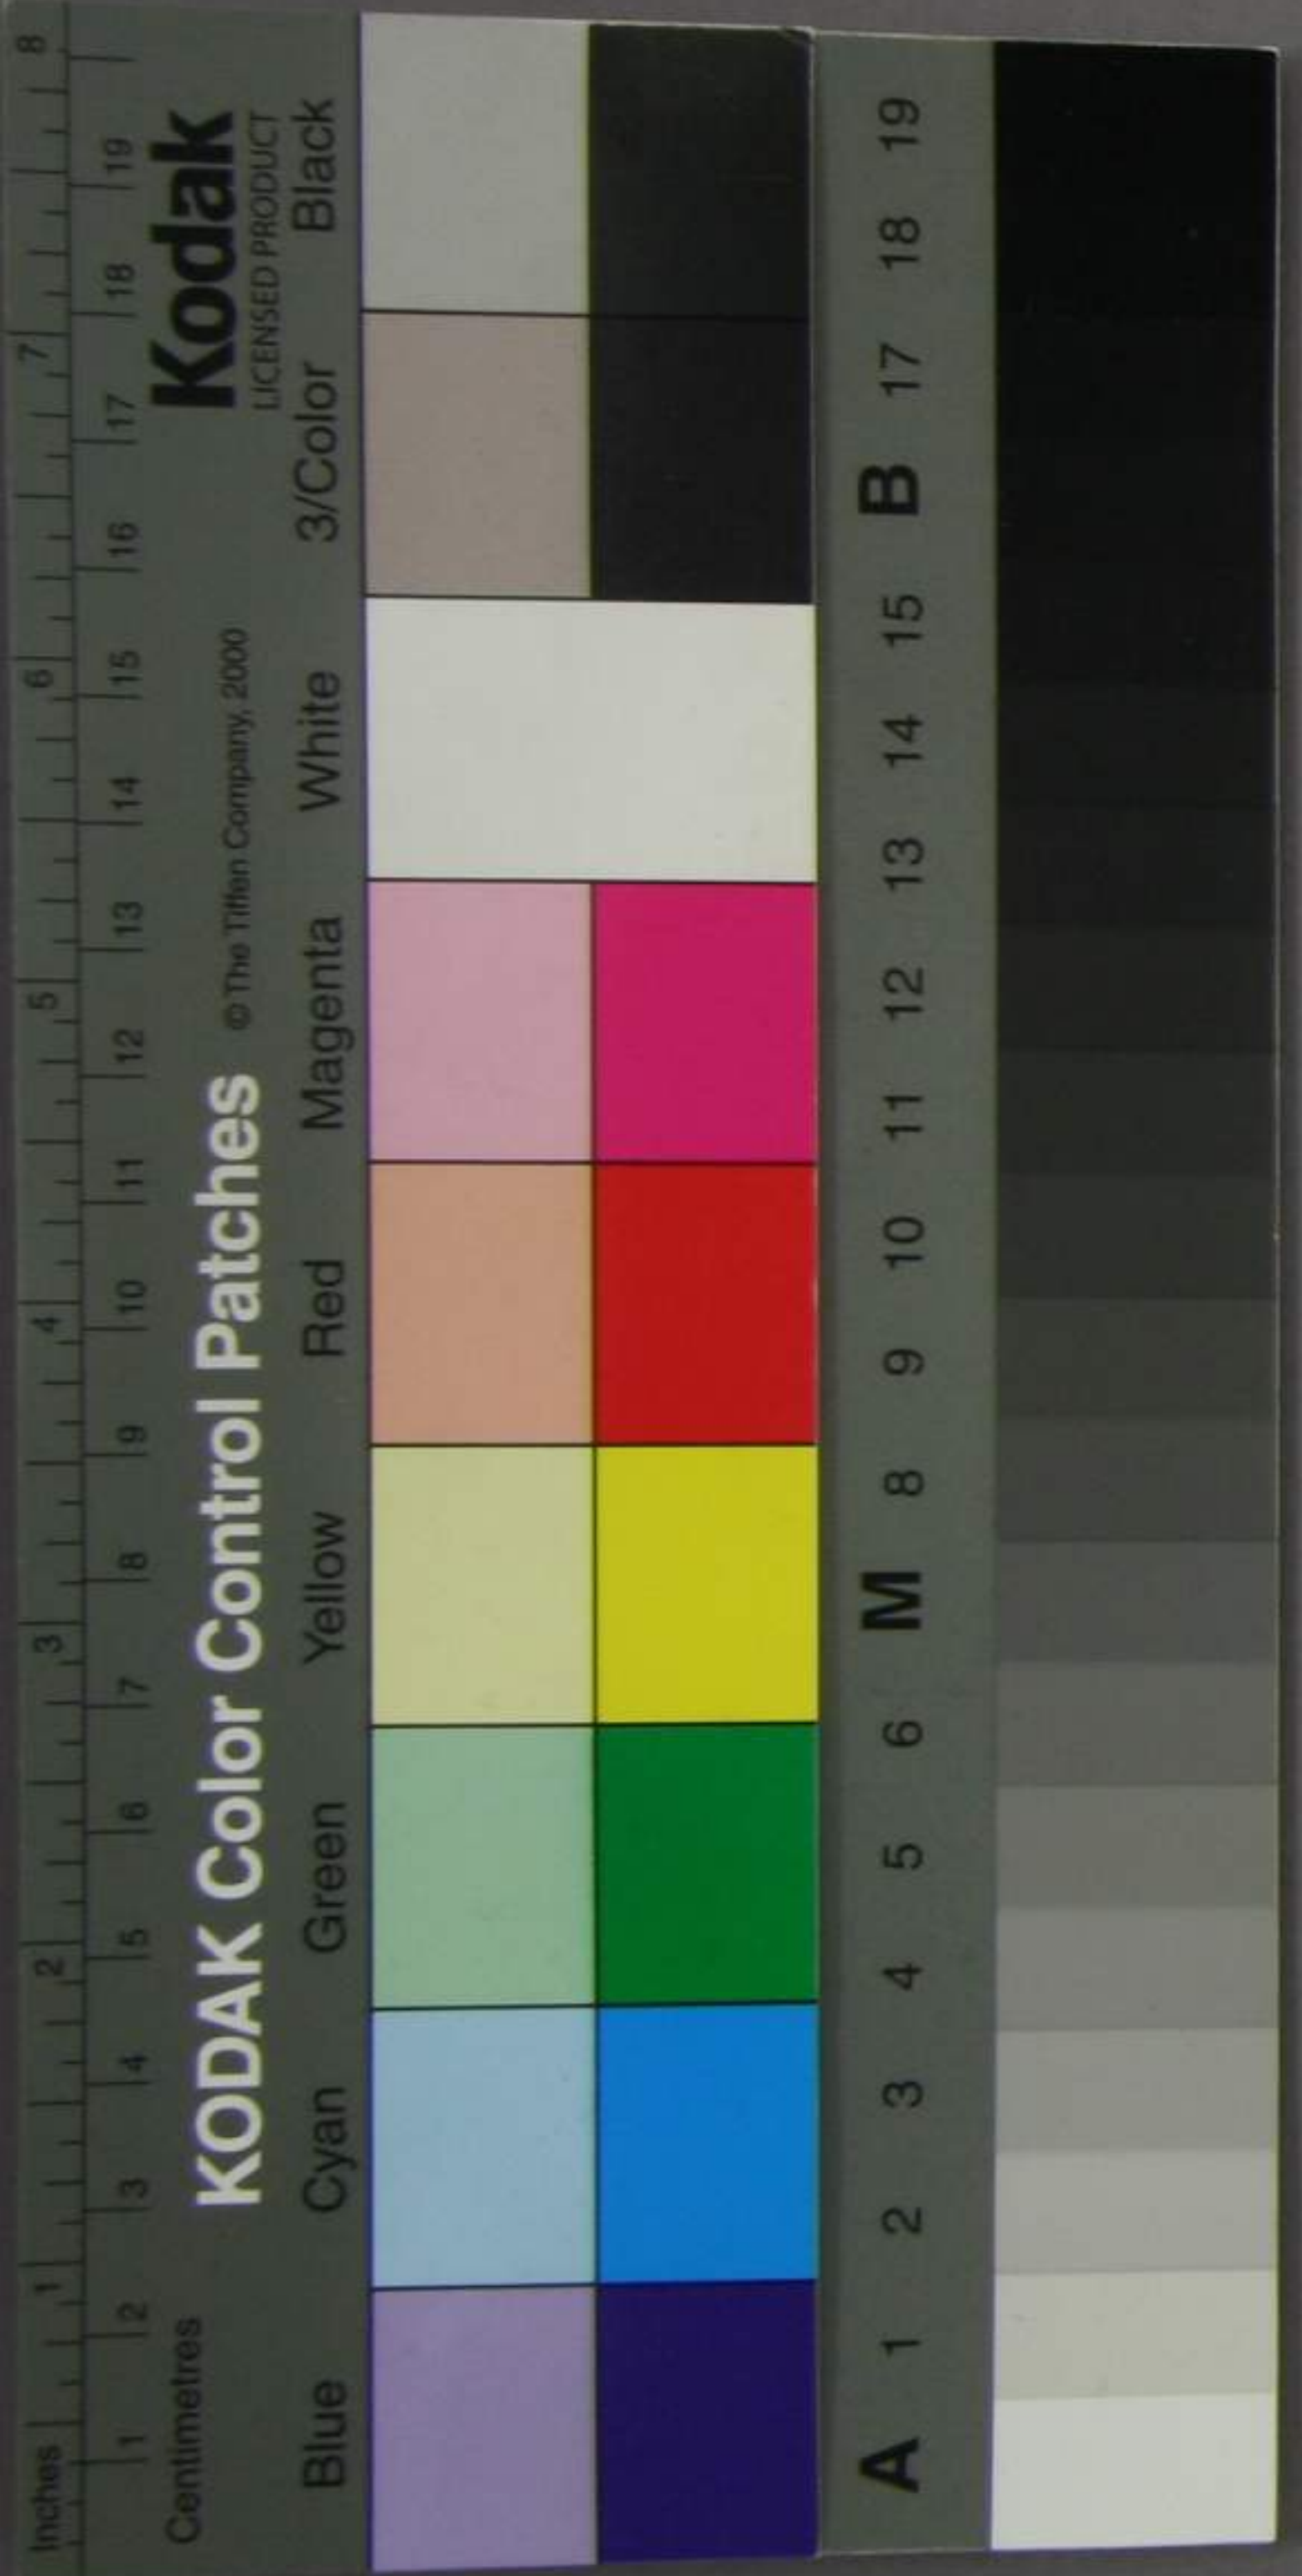 Inches 1 2 3 4 5 6 7 8
1 2 3 4 5 6 7 8 9 10 11 12 13 14 15 16 17 18 19
Centimetres
KODAK Color Control Patches © The Tiffen Company, 2000
Kodak
LICENSED PRODUCT
Blue Cyan Green Yellow Red Magenta White 3/Color Black
A 1 2 3 4 5 6 M 8 9 10 11 12 13 14 15 B 17 18 19